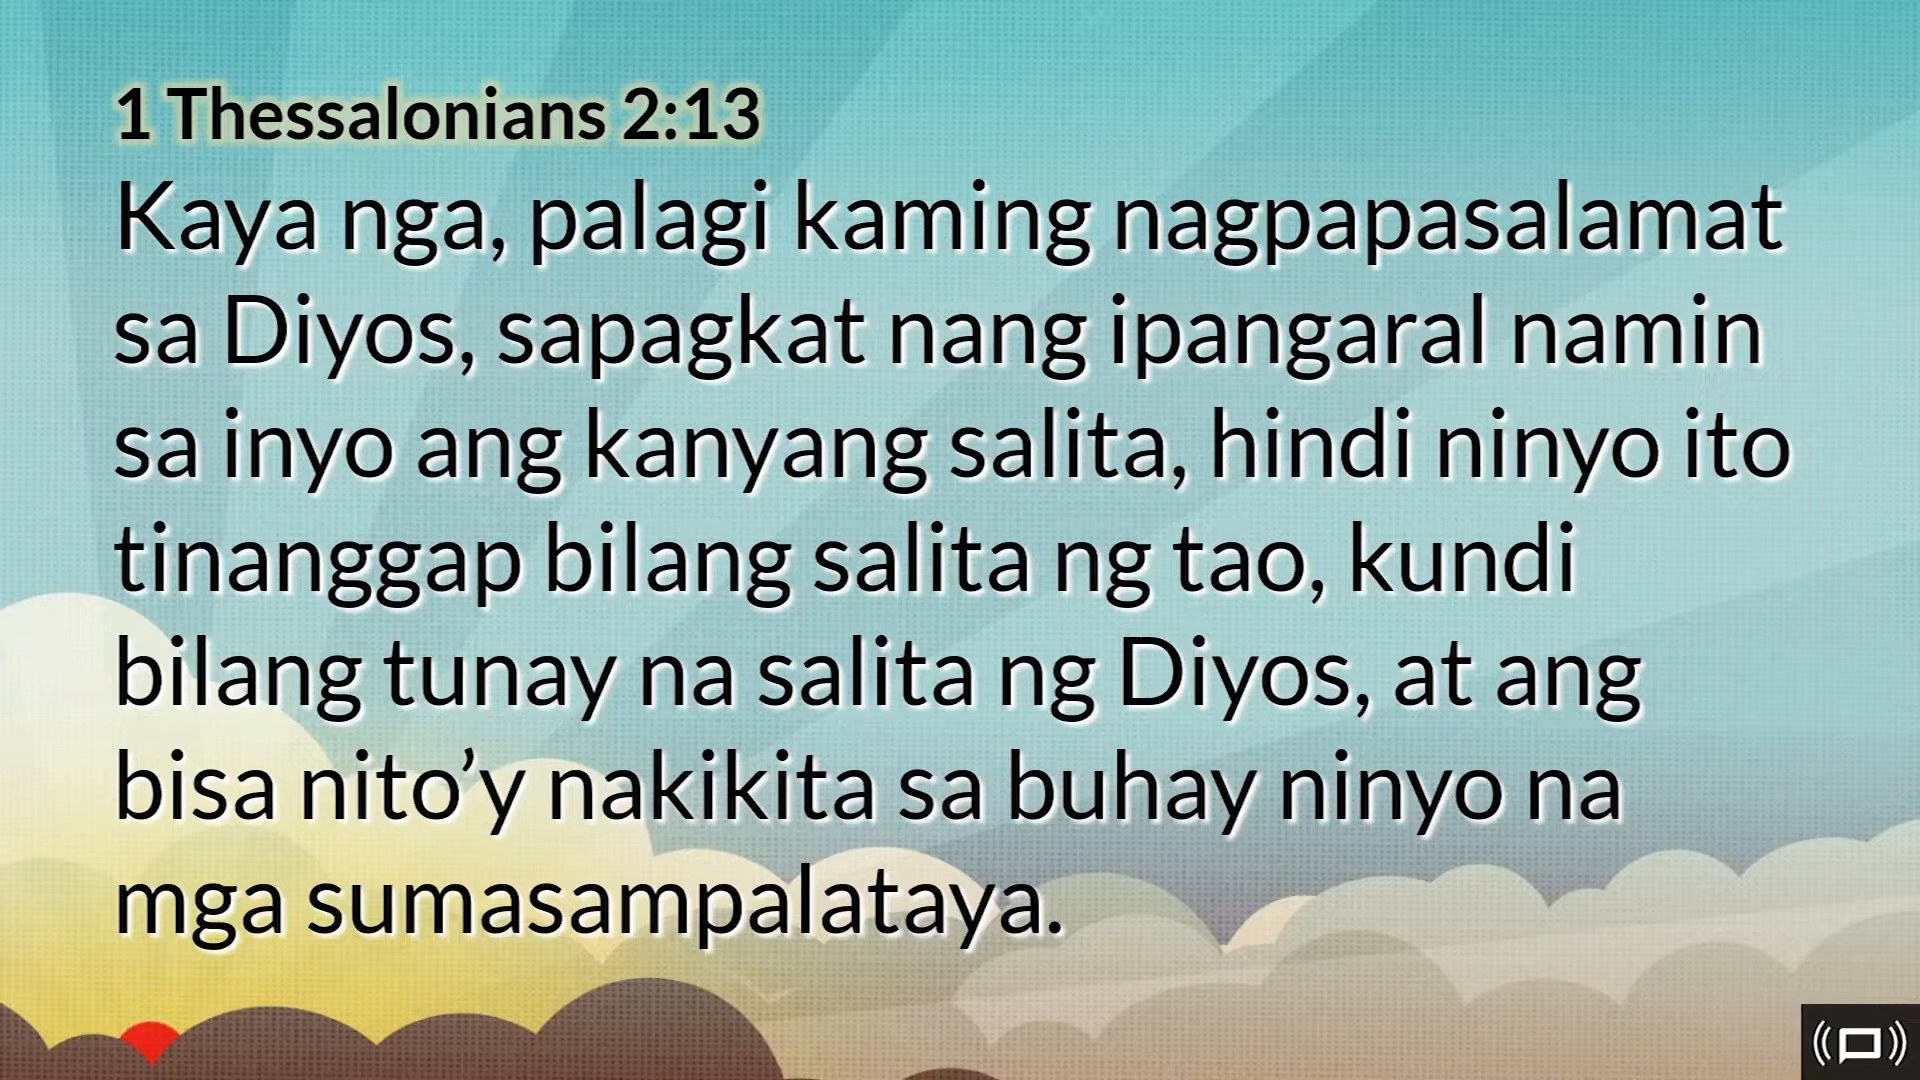 1 Thessalonians 2:13
Kaya nga, palagi kaming nagpapasalamat
sa Diyos, sapagkat nang ipangaral namin
sa inyo ang kanyang salita, hindi ninyo ito
tinanggap bilang salita ng tao, kundi
bilang tunay na salita ng Diyos, at ang
bisa nito’y nakikita sa buhay ninyo na
mga sumasampalataya.